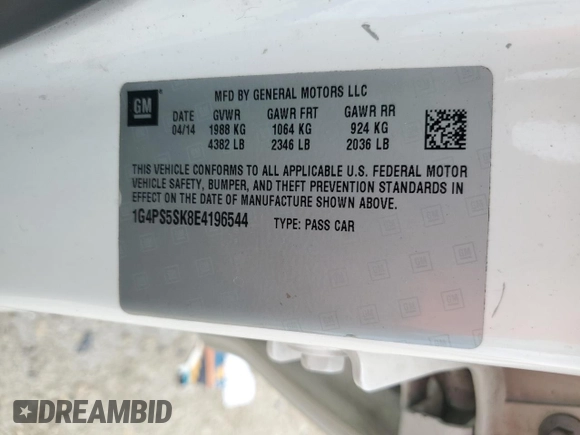 GM
MFD BY GENERAL MOTORS LLC
DATE GVWR GAWR FRT GAWR RR
04/14 1988 KG 1064 KG 924 KG
4382 LB 2346 LB 2036 LB
THIS VEHICLE CONFORMS TO ALL APPLICABLE U.S. FEDERAL MOTOR
VEHICLE SAFETY, BUMPER, AND THEFT PREVENTION STANDARDS
IN EFFECT ON THE DATE OF MANUFACTURE SHOWN ABOVE.
1G4PS5SK8E4196544 TYPE: PASS CAR
DREAMBID